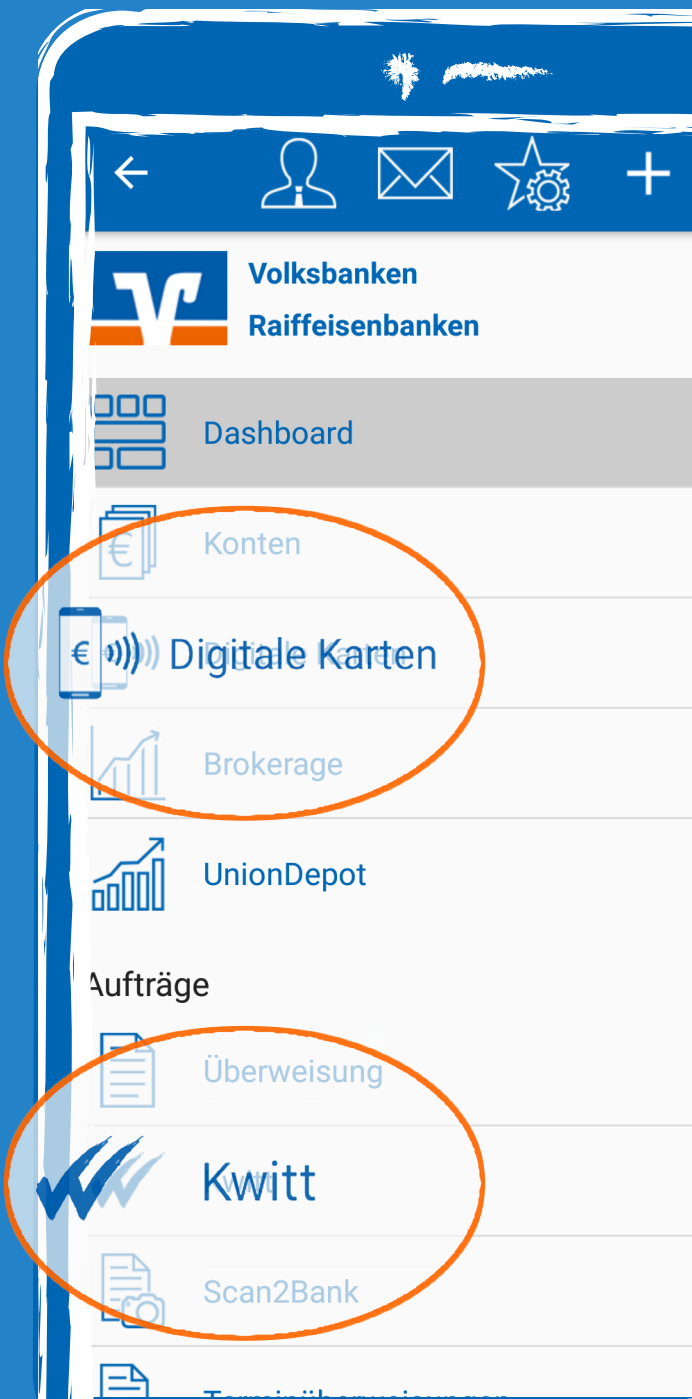 Volksbanken
Raiffeisenbanken
Dashboard
Konten
Digitale Karten
Brokerage
UnionDepot
Aufträge
Überweisung
Kwitt
Scan2Bank